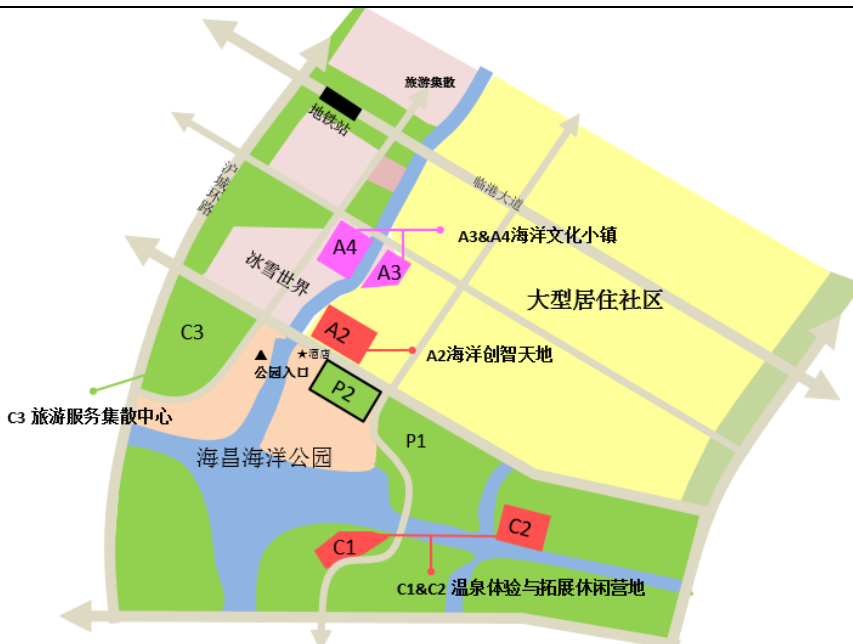 旅游集散
地铁站
沪城环路
临港大道
A4
A3
A3&A4海洋文化小镇
冰雪世界
大型居住社区
C3
A2
A2海洋创智天地
★酒店
▲
公园入口
P2
C3 旅游服务集散中心
P1
海昌海洋公园
C2
C1
C1&C2 温泉体验与拓展休闲营地